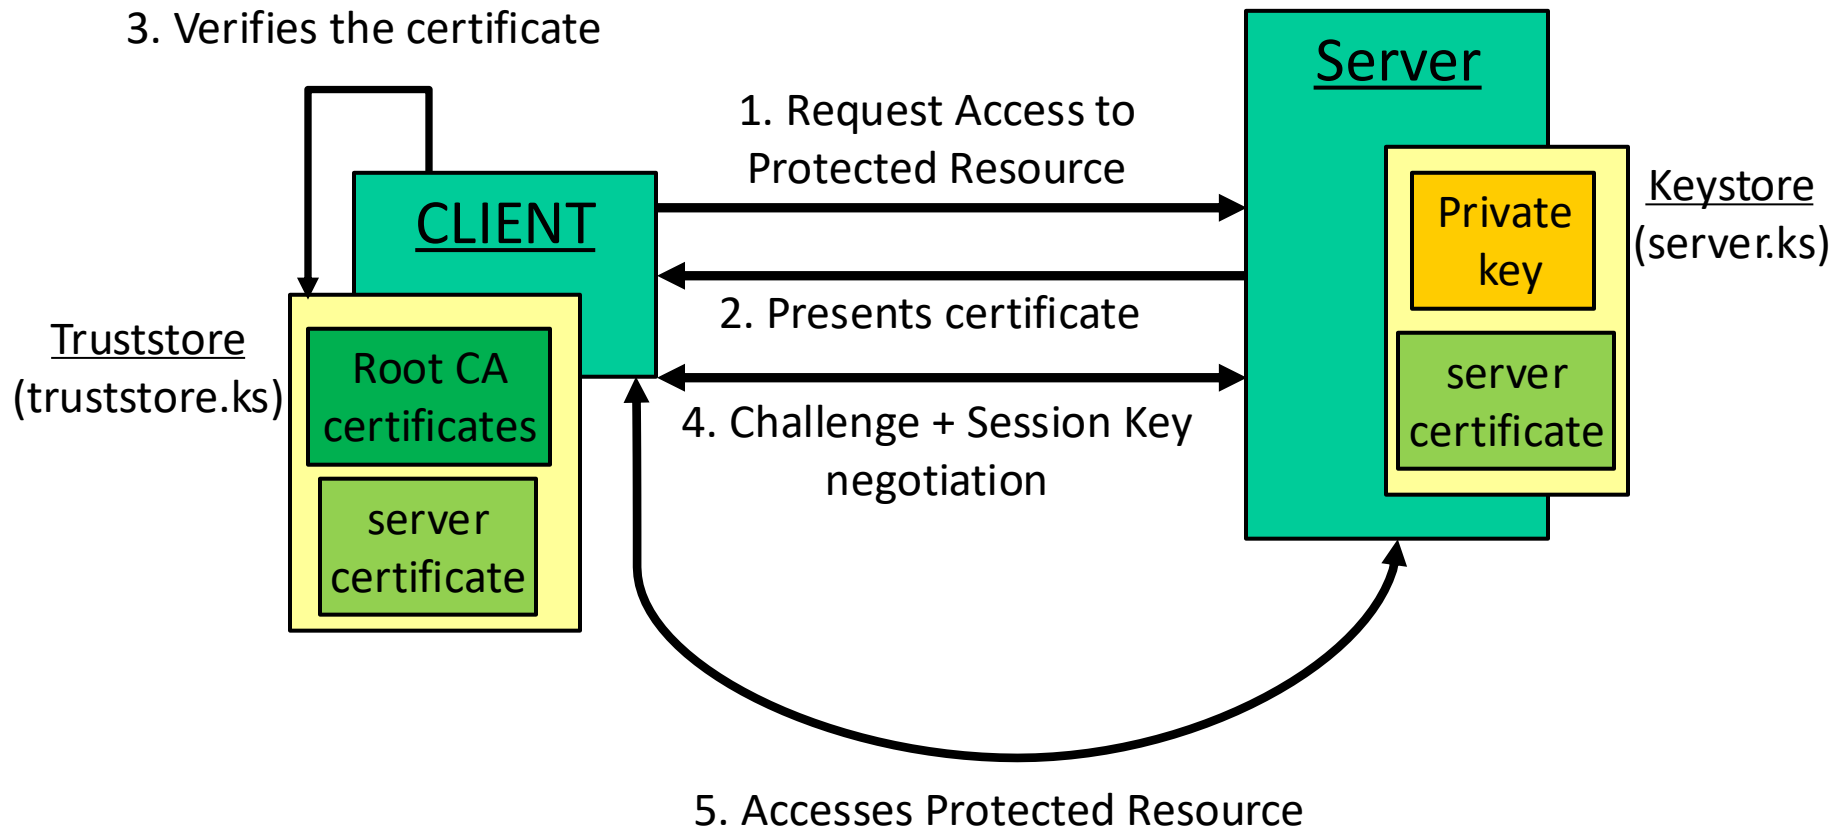 3. Verifies the certificate
Server
1. Request Access to
Protected Resource
CLIENT
Private
key
Keystore
(server.ks)
2. Presents certificate
Truststore
(truststore.ks)
Root CA
certificates
server
certificate
4. Challenge + Session Key
negotiation
server
certificate
5. Accesses Protected Resource